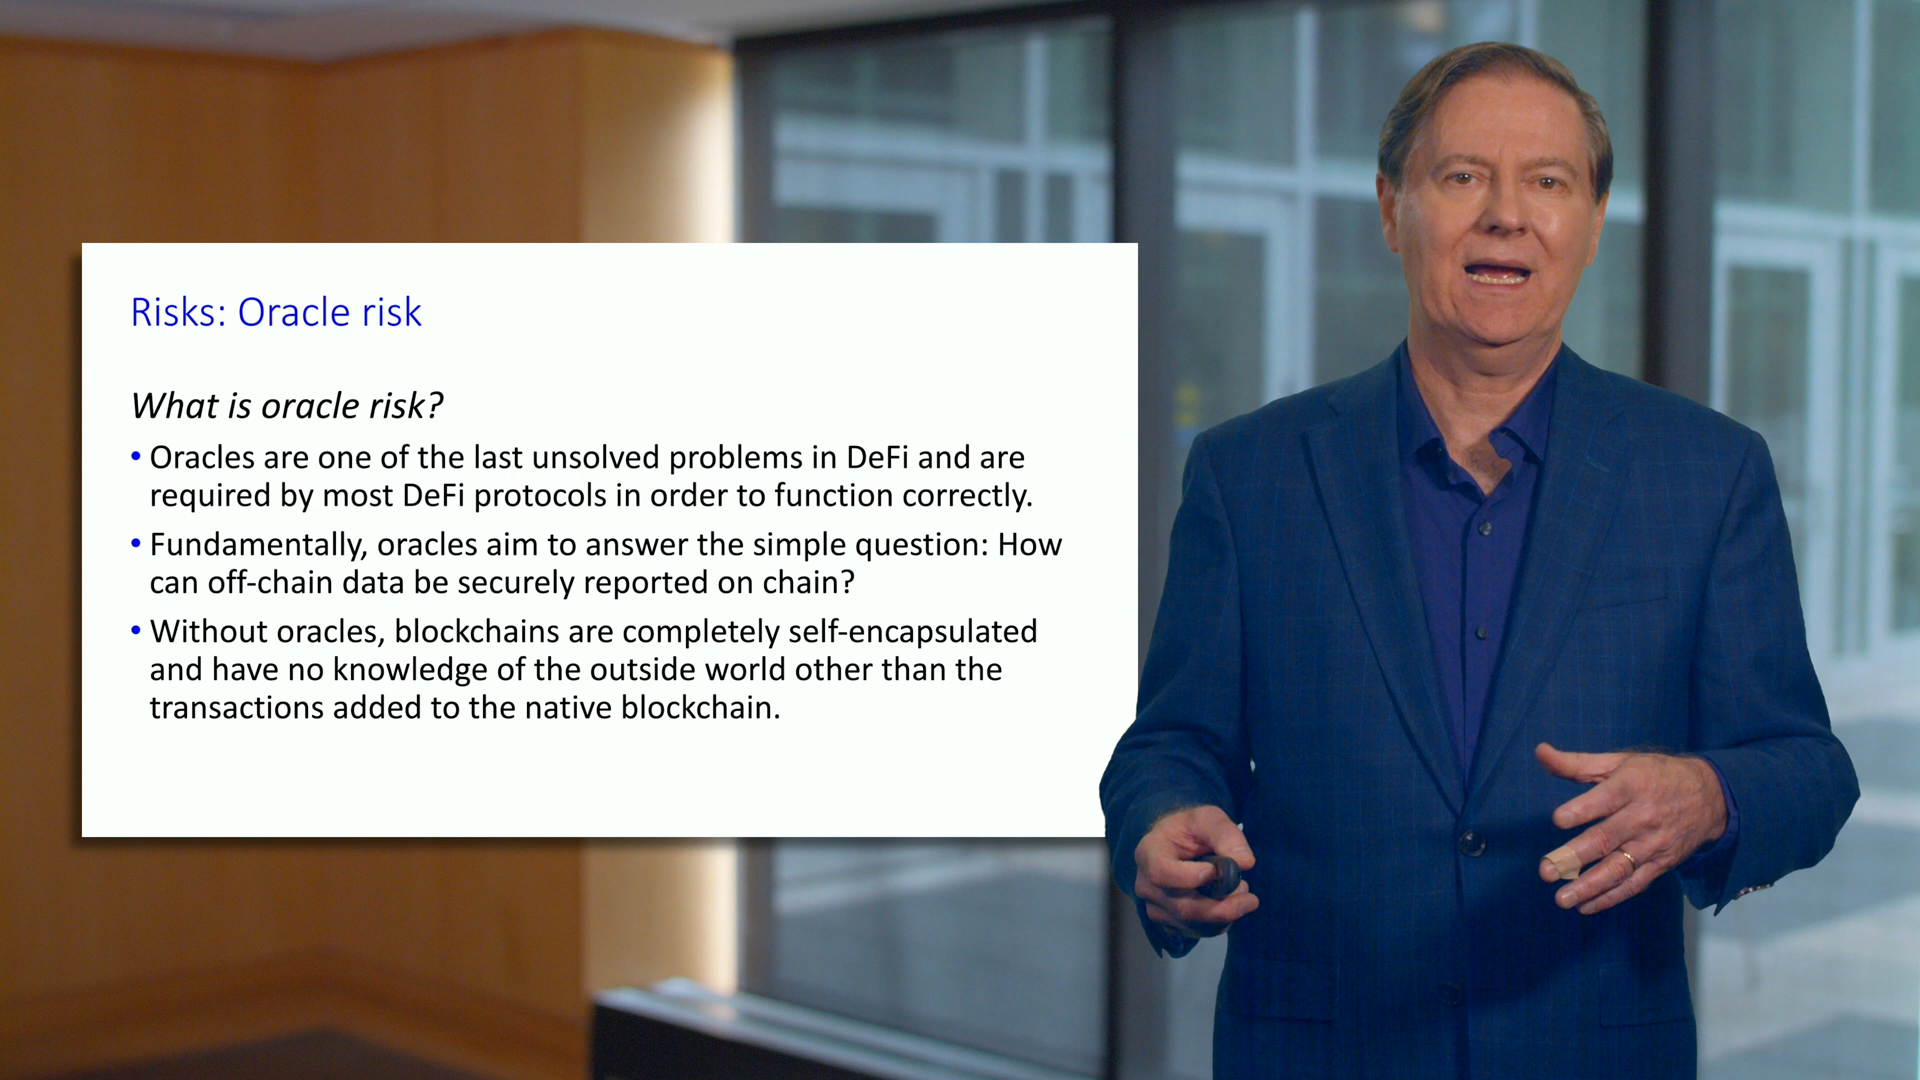 Risks: Oracle risk
What is oracle risk?
• Oracles are one of the last unsolved problems in DeFi and are
required by most DeFi protocols in order to function correctly.
• Fundamentally, oracles aim to answer the simple question: How
can off-chain data be securely reported on chain?
• Without oracles, blockchains are completely self-encapsulated
and have no knowledge of the outside world other than the
transactions added to the native blockchain.